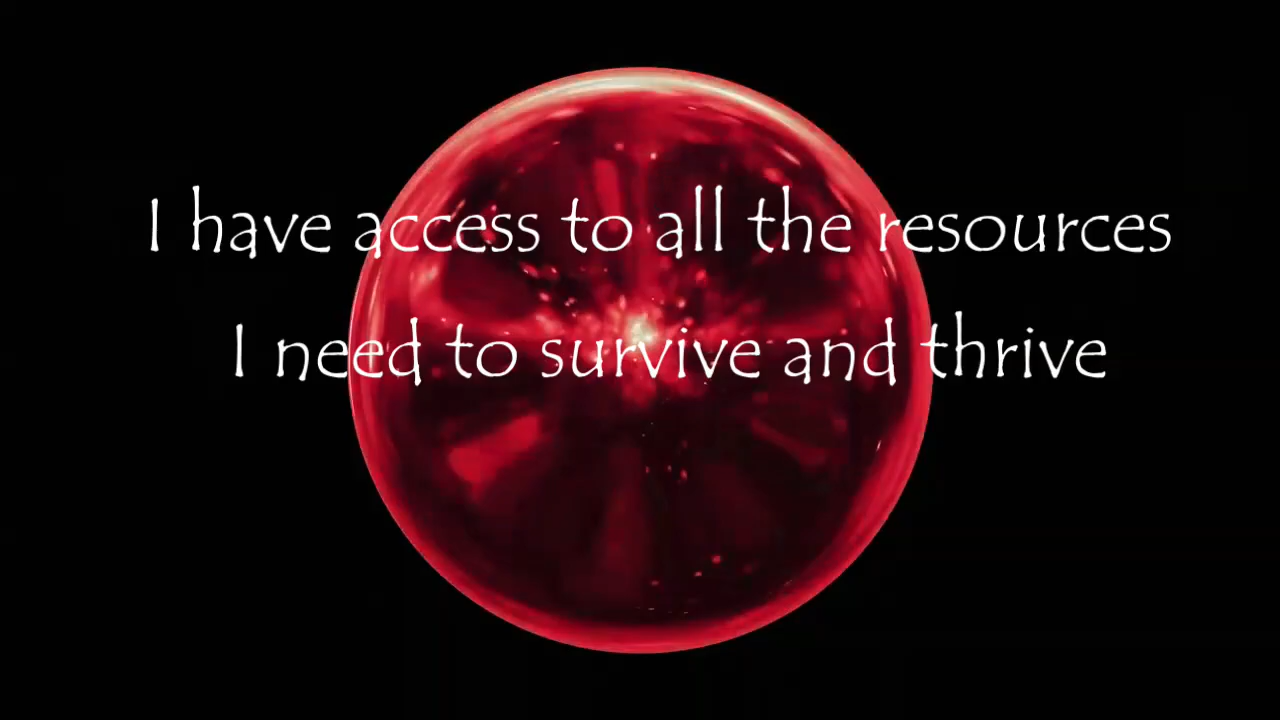 I have access to all the resources
I need to survive and thrive